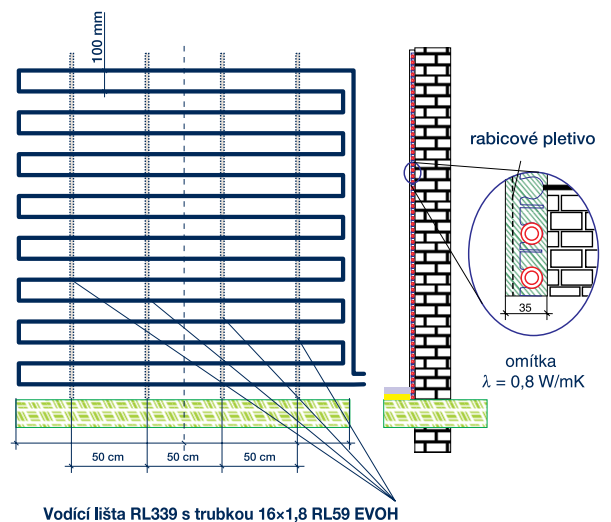 100 mm
rabicové pletivo
35
omítka
λ = 0,8 W/mK
50 cm
50 cm
50 cm
Vodící lišta RL339 s trubkou 16×1,8 RL59 EVOH